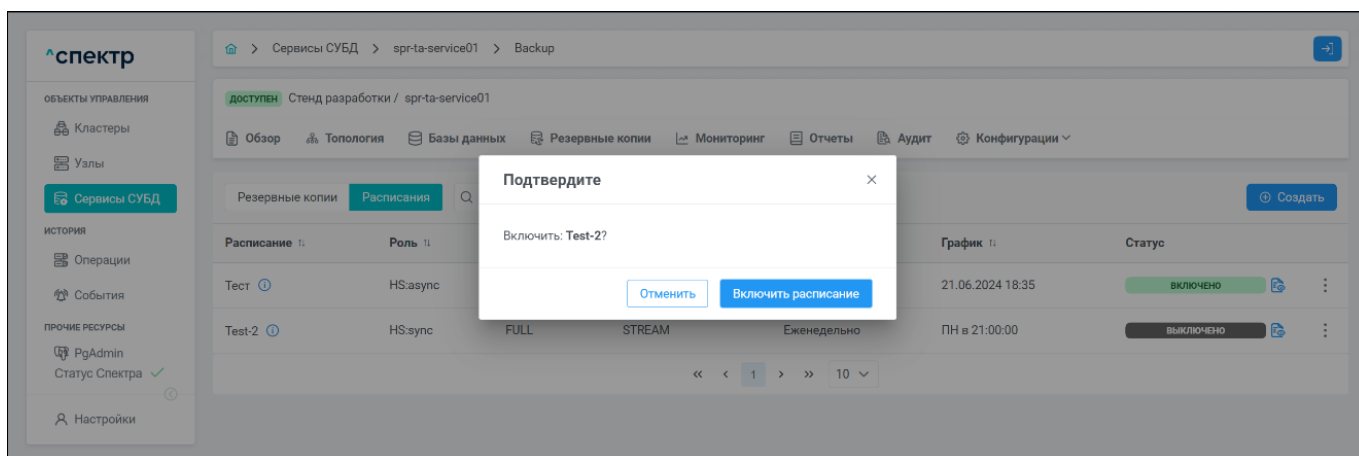 ^спектр
ОБЪЕКТЫ УПРАВЛЕНИЯ
Кластеры
Узлы
Сервисы СУБД
ИСТОРИЯ
Операции
События
ПРОЧИЕ РЕСУРСЫ
PgAdmin
Статус Спектра
Настройки
> Сервисы СУБД > spr-ta-service01 > Backup
ДОСТУПЕН Стенд разработки / spr-ta-service01
Обзор Топология Базы данных Резервные копии Мониторинг Отчеты Аудит Конфигурации
Резервные копии Расписания
Создать
Расписание Роль График Статус
Тест HS:async 21.06.2024 18:35 ВКЛЮЧЕНО
Test-2 HS:sync FULL STREAM Еженедельно ПН в 21:00:00 ВЫКЛЮЧЕНО
« ‹ 1 › » 10
Подтвердите
Включить: Test-2?
Отменить Включить расписание